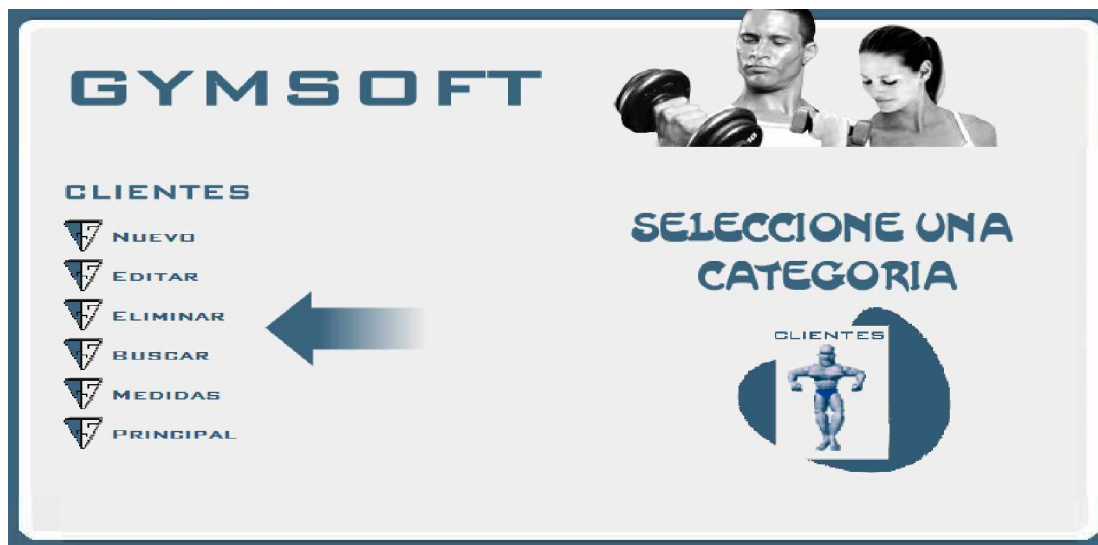 GYMSOFT
CLIENTES
NUEVO
EDITAR
ELIMINAR
BUSCAR
MEDIDAS
PRINCIPAL
SELECCIONE UNA
CATEGORIA
CLIENTES